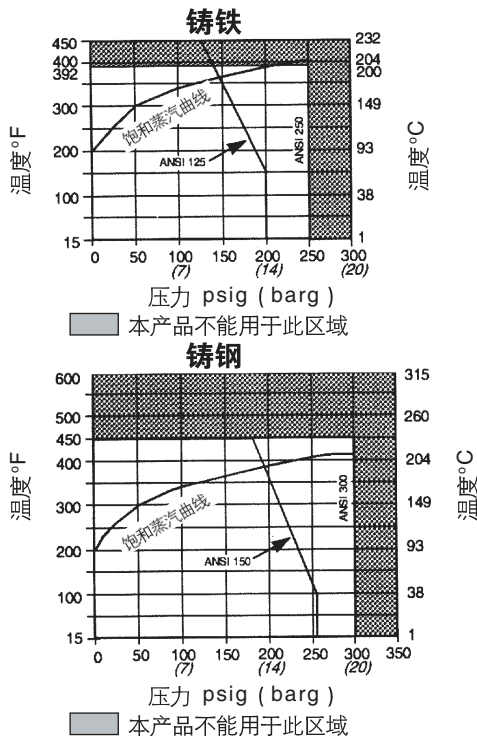 铸铁
450
400
392
300
200
100
15
232
204
200
149
93
38
1
温度°F
温度°C
饱和蒸汽曲线
ANSI 125
ANSI 250
0 50 100 150 200 250 300
(7) (14) (20)
压力 psig ( barg )
本产品不能用于此区域
铸钢
600
500
450
400
300
200
100
15
315
260
204
149
93
38
1
温度°F
温度°C
饱和蒸汽曲线
ANSI 150
ANSI 300
0 50 100 150 200 250 300 350
(7) (14) (20)
压力 psig ( barg )
本产品不能用于此区域